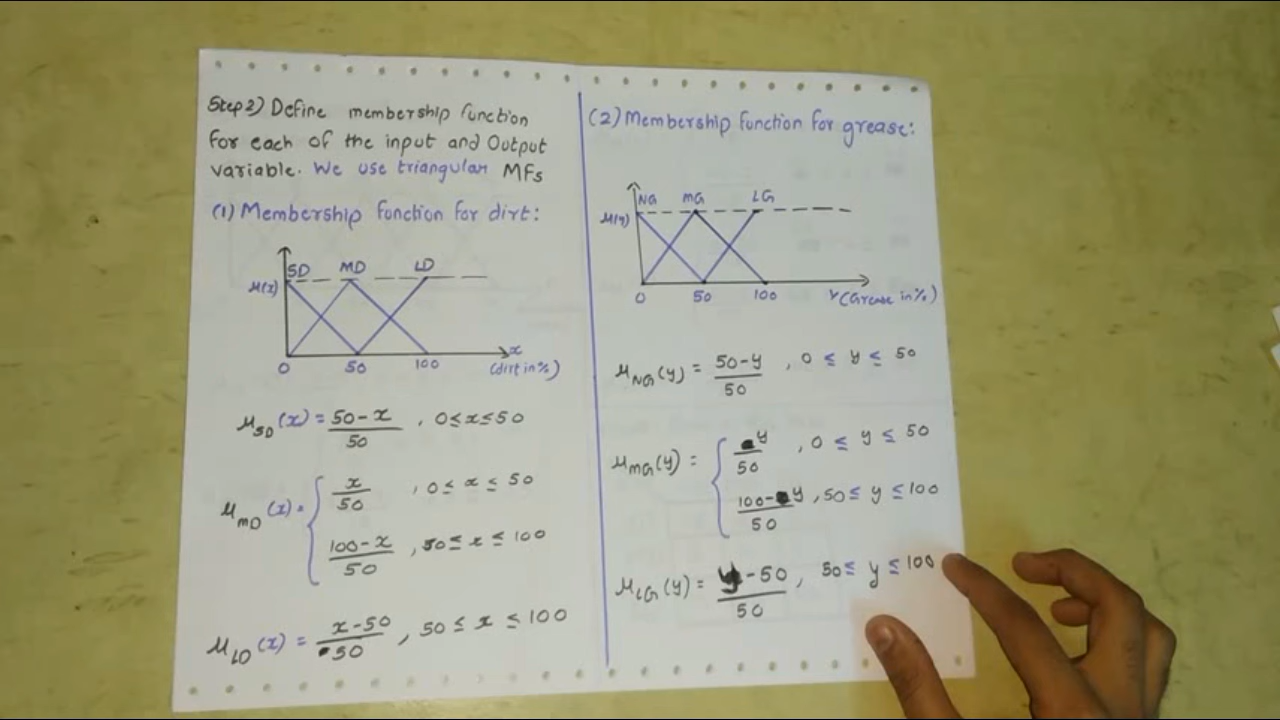 Step 2) Define membership function
for each of the input and Output
variable. We use triangular MFs
(1) Membership function for dirt:
SD MD LD
μ(x)
0 50 100 x
(dirt in %)
μSD (x) = 50-x / 50 , 0≤x≤50
μMD (x) = { x / 50 , 0≤ x ≤ 50
100-x / 50 , 50≤ x ≤ 100
μLD (x) = x-50 / 50 , 50 ≤ x ≤ 100
(2) Membership function for grease:
NG MG LG
μ(y)
0 50 100 y (Grease in %)
μNG (y) = 50-y / 50 , 0 ≤ y ≤ 50
μMG (y) = { y / 50 , 0 ≤ y ≤ 50
100-y / 50 , 50≤ y ≤100
μLG (y) = y-50 / 50 , 50≤ y ≤ 100